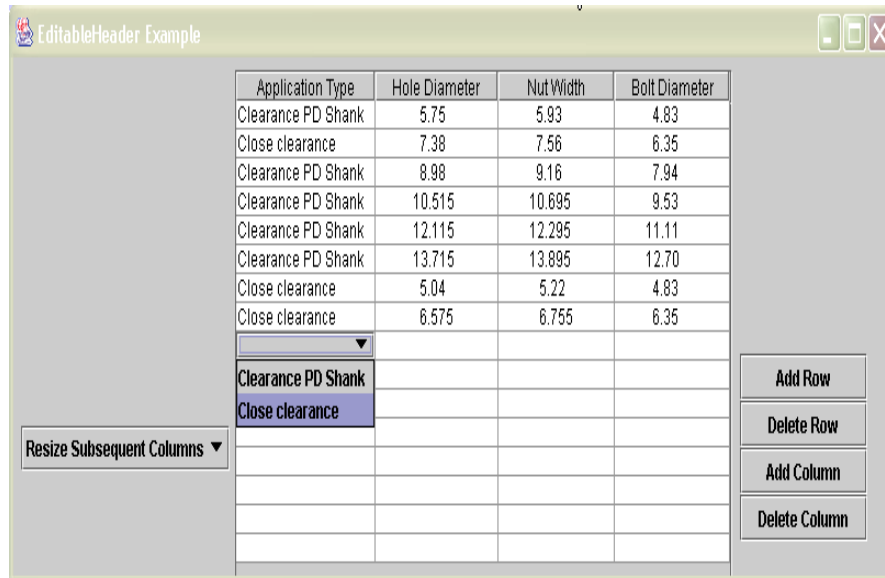 EditableHeader Example
Application Type Hole Diameter Nut Width Bolt Diameter
Clearance PD Shank 5.75 5.93 4.83
Close clearance 7.38 7.56 6.35
Clearance PD Shank 8.98 9.16 7.94
Clearance PD Shank 10.515 10.695 9.53
Clearance PD Shank 12.115 12.295 11.11
Clearance PD Shank 13.715 13.895 12.70
Close clearance 5.04 5.22 4.83
Close clearance 6.575 6.755 6.35
Clearance PD Shank
Close clearance
Resize Subsequent Columns
Add Row
Delete Row
Add Column
Delete Column